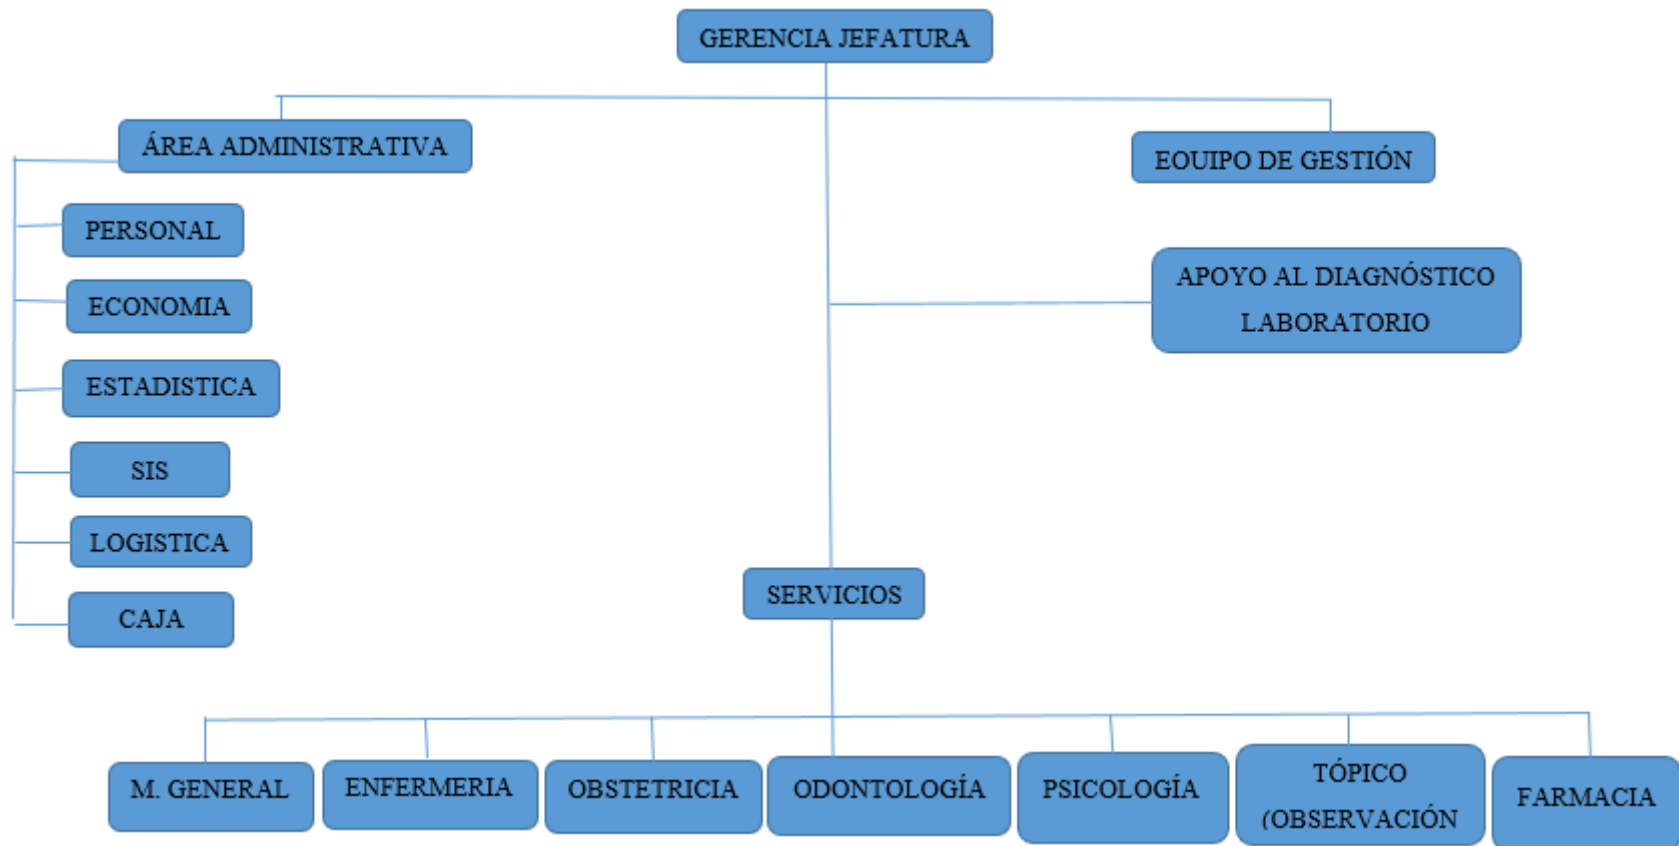 GERENCIA JEFATURA
ÁREA ADMINISTRATIVA
EQUIPO DE GESTIÓN
PERSONAL
ECONOMIA
ESTADISTICA
SIS
LOGISTICA
CAJA
APOYO AL DIAGNÓSTICO
LABORATORIO
SERVICIOS
M. GENERAL
ENFERMERIA
OBSTETRICIA
ODONTOLOGÍA
PSICOLOGÍA
TÓPICO
(OBSERVACIÓN
FARMACIA